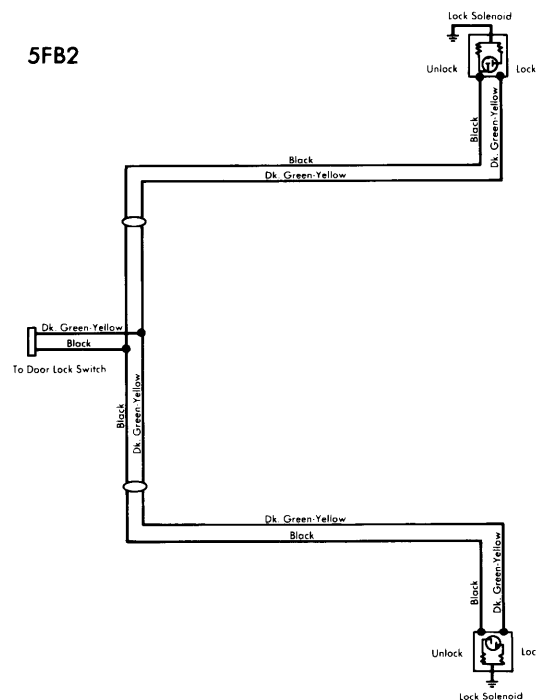 Lock Solenoid
5FB2
Unlock
Lock
Black
Dk. Green-Yellow
Black
Dk. Green-Yellow
Dk. Green-Yellow
Black
To Door Lock Switch
Black
Dk. Green-Yellow
Dk. Green-Yellow
Black
Black
Dk. Green-Yellow
Unlock
Loc
Lock Solenoid